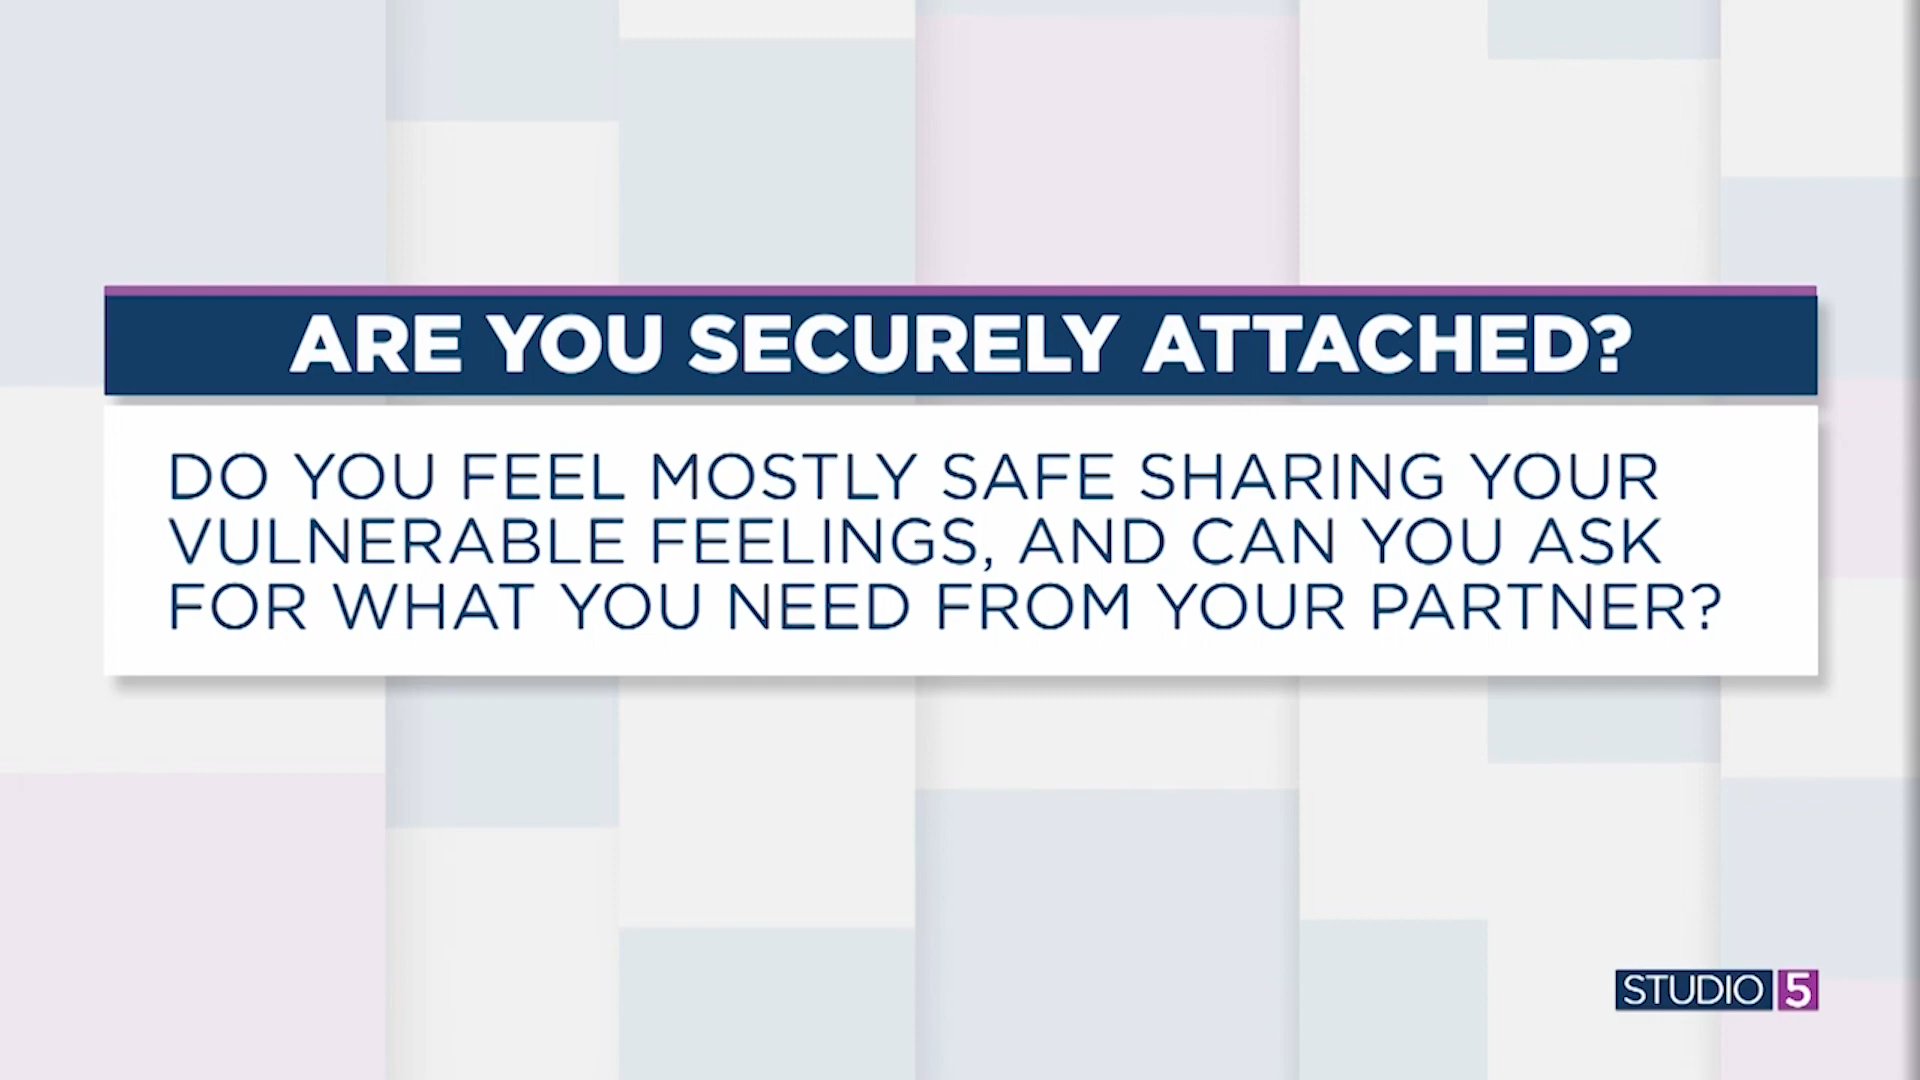 ARE YOU SECURELY ATTACHED?
DO YOU FEEL MOSTLY SAFE SHARING YOUR
VULNERABLE FEELINGS, AND CAN YOU ASK
FOR WHAT YOU NEED FROM YOUR PARTNER?
STUDIO 5